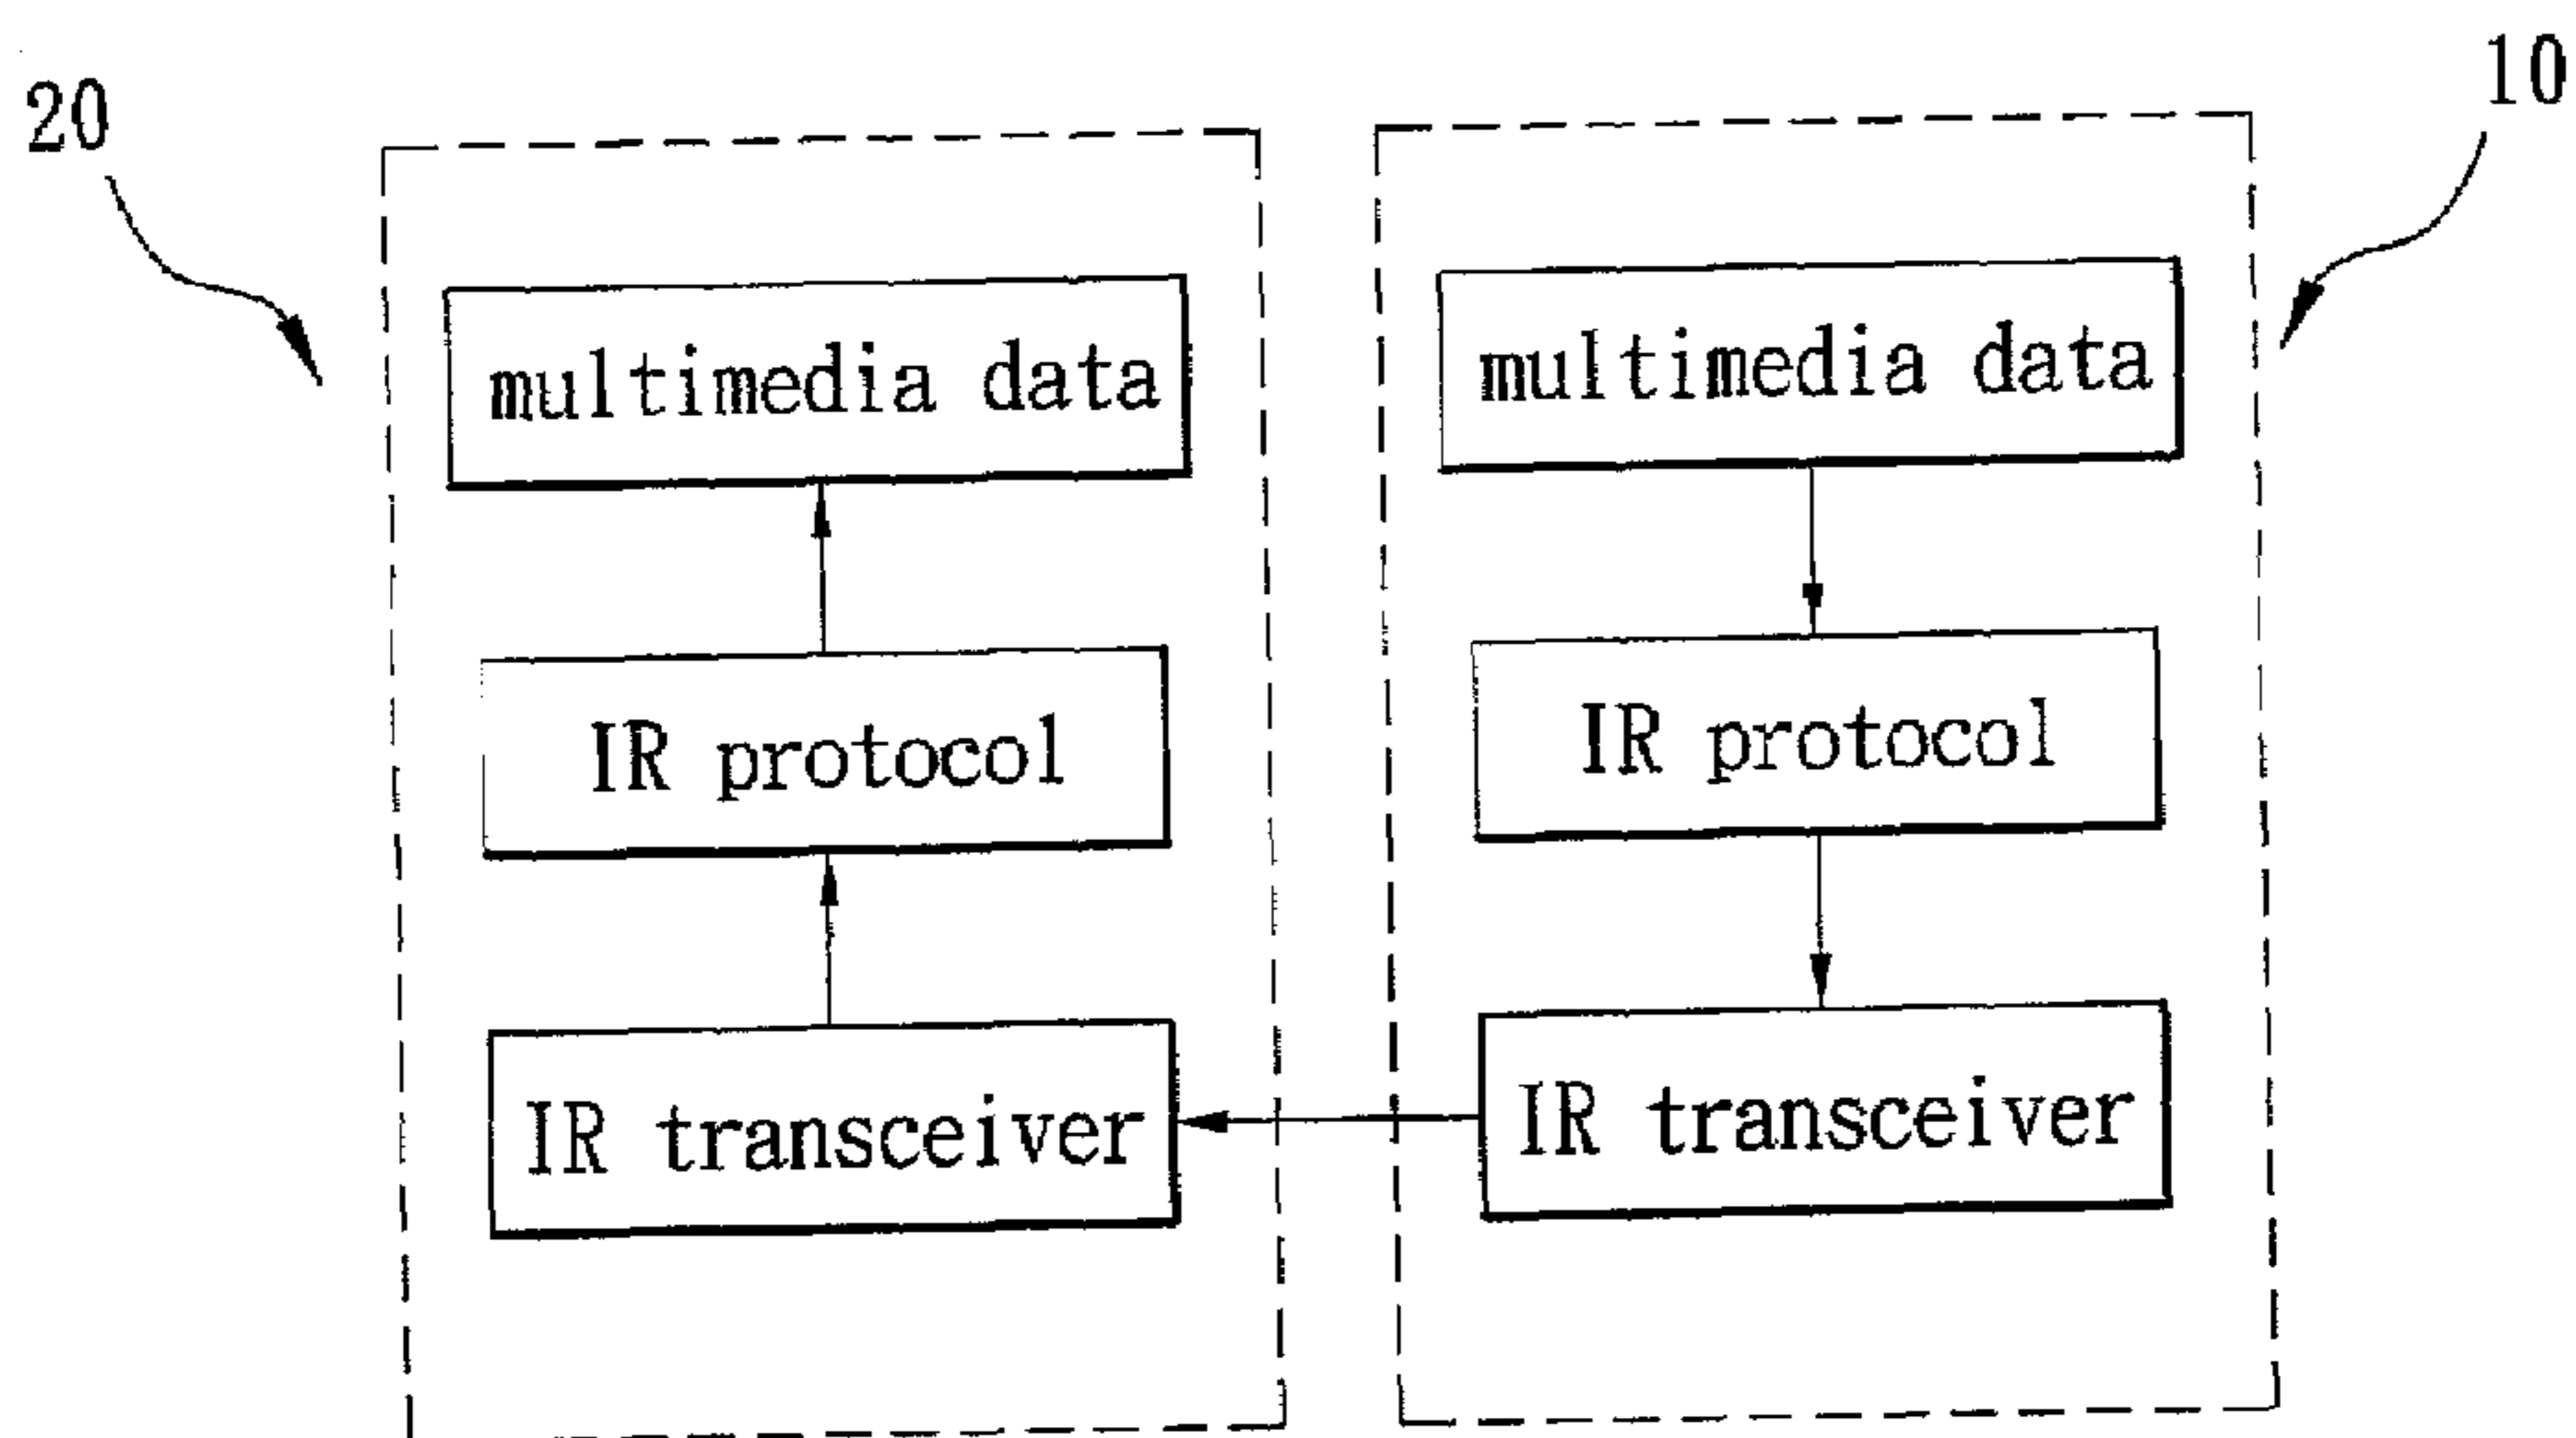 20
10
multimedia data
multimedia data
IR protocol
IR protocol
IR transceiver
IR transceiver